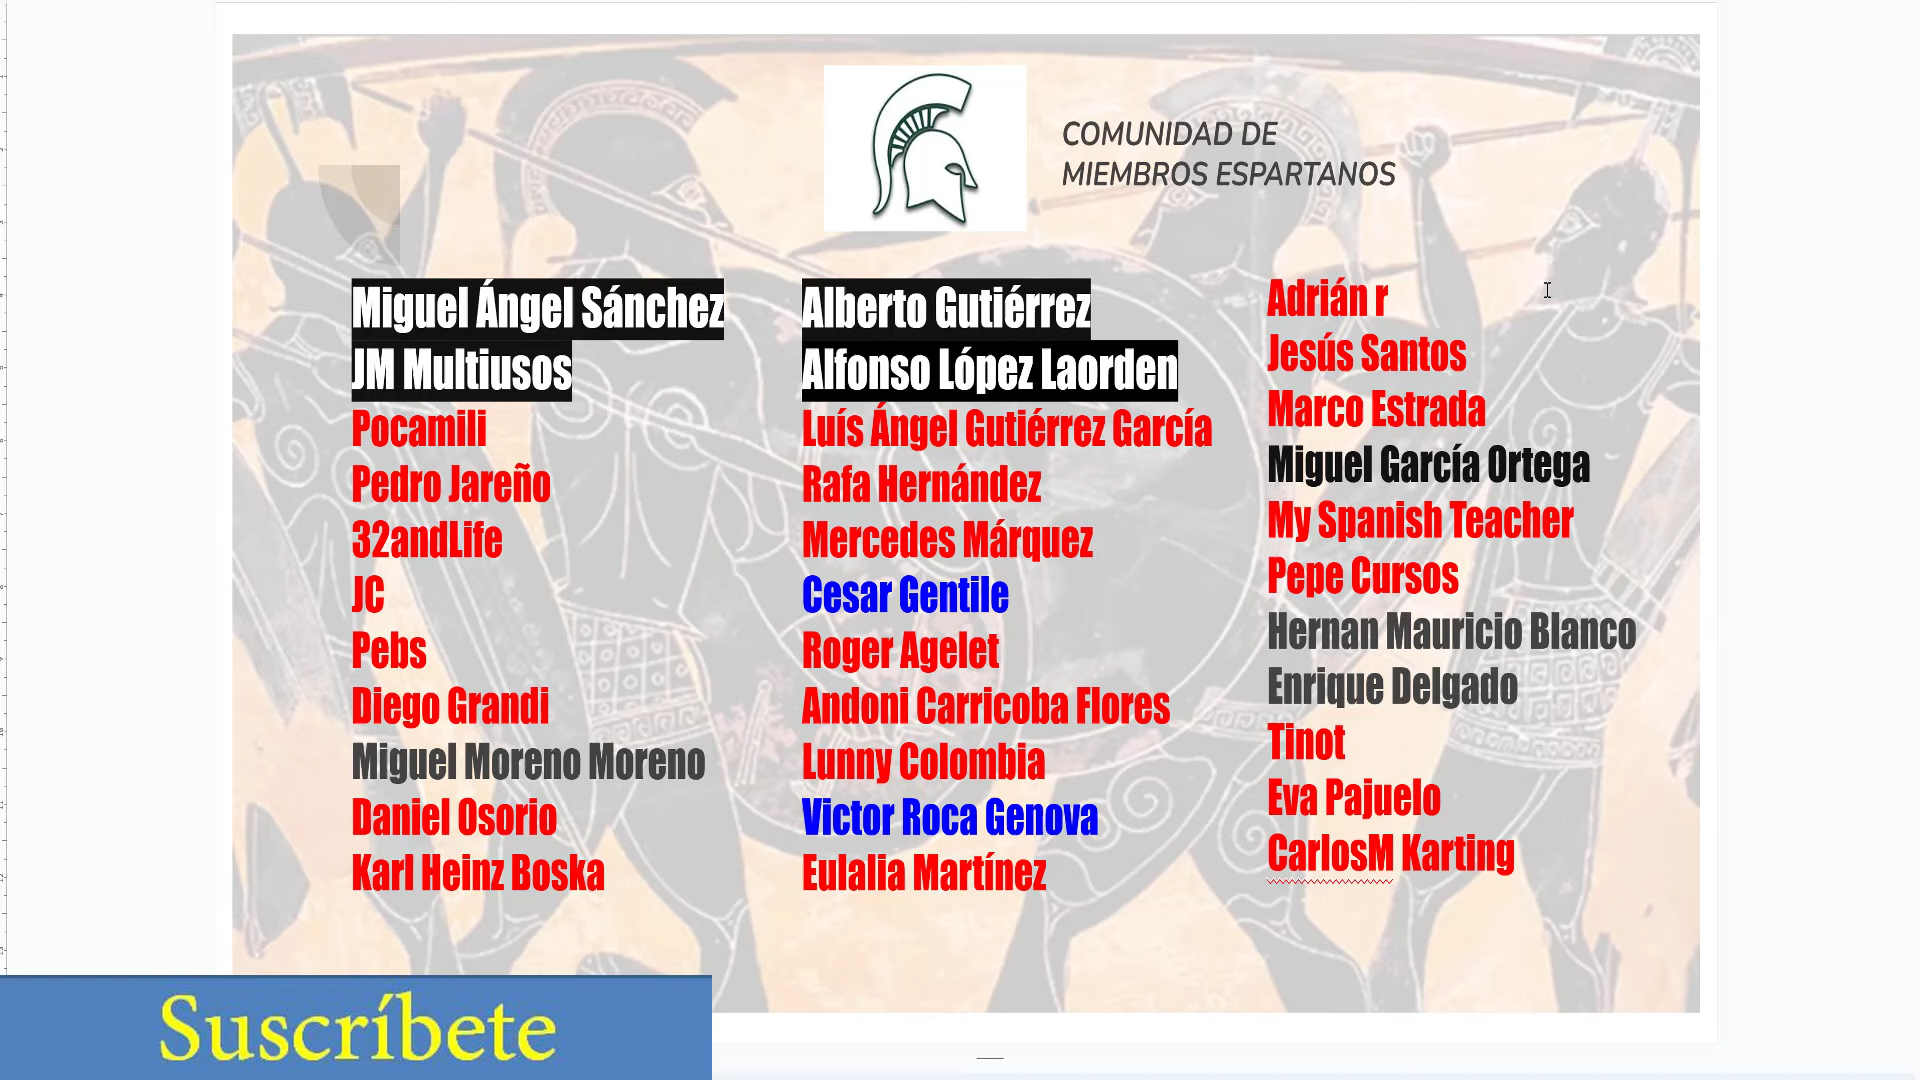 COMUNIDAD DE
MIEMBROS ESPARTANOS
Miguel Ángel Sánchez
JM Multiusos
Pocamili
Pedro Jareño
32andLife
JC
Pebs
Diego Grandi
Miguel Moreno Moreno
Daniel Osorio
Karl Heinz Boska
Alberto Gutiérrez
Alfonso López Laorden
Luís Ángel Gutiérrez García
Rafa Hernández
Mercedes Márquez
Cesar Gentile
Roger Agelet
Andoni Carricoba Flores
Lunny Colombia
Victor Roca Genova
Eulalia Martínez
Adrián r
Jesús Santos
Marco Estrada
Miguel García Ortega
My Spanish Teacher
Pepe Cursos
Hernan Mauricio Blanco
Enrique Delgado
Tinot
Eva Pajuelo
CarlosM Karting
Suscríbete